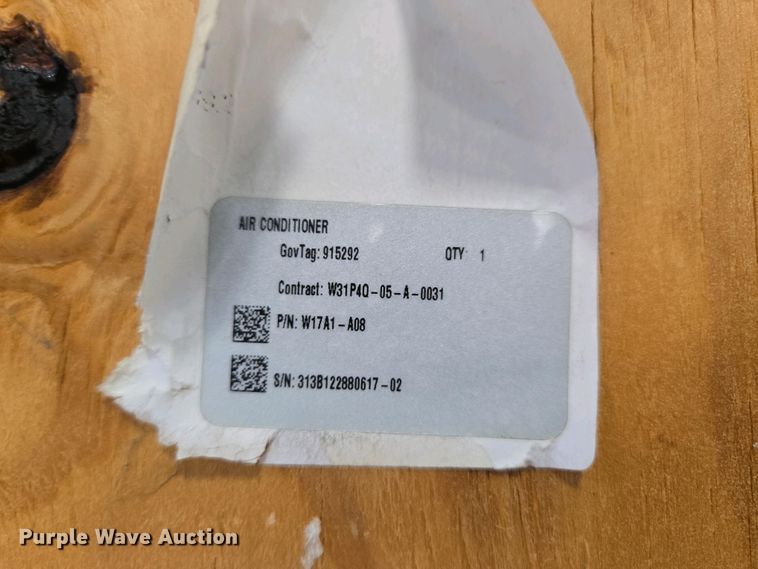 AIR CONDITIONER
GovTag: 915292 QTY 1
Contract: W31P4Q-05-A-0031
P/N: W17A1-A08
S/N: 313B122880617-02
Purple Wave Auction